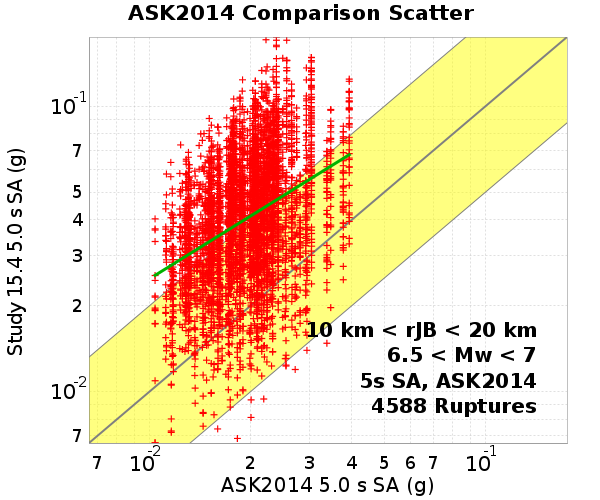 ASK2014 Comparison Scatter
Study 15.4 5.0 s SA (g)
10⁻¹
7
5
4
3
2
10⁻²
7
10 km < rJB < 20 km
6.5 < Mw < 7
5s SA, ASK2014
4588 Ruptures
7 10⁻² 2 3 4 5 6 7 10⁻¹
ASK2014 5.0 s SA (g)